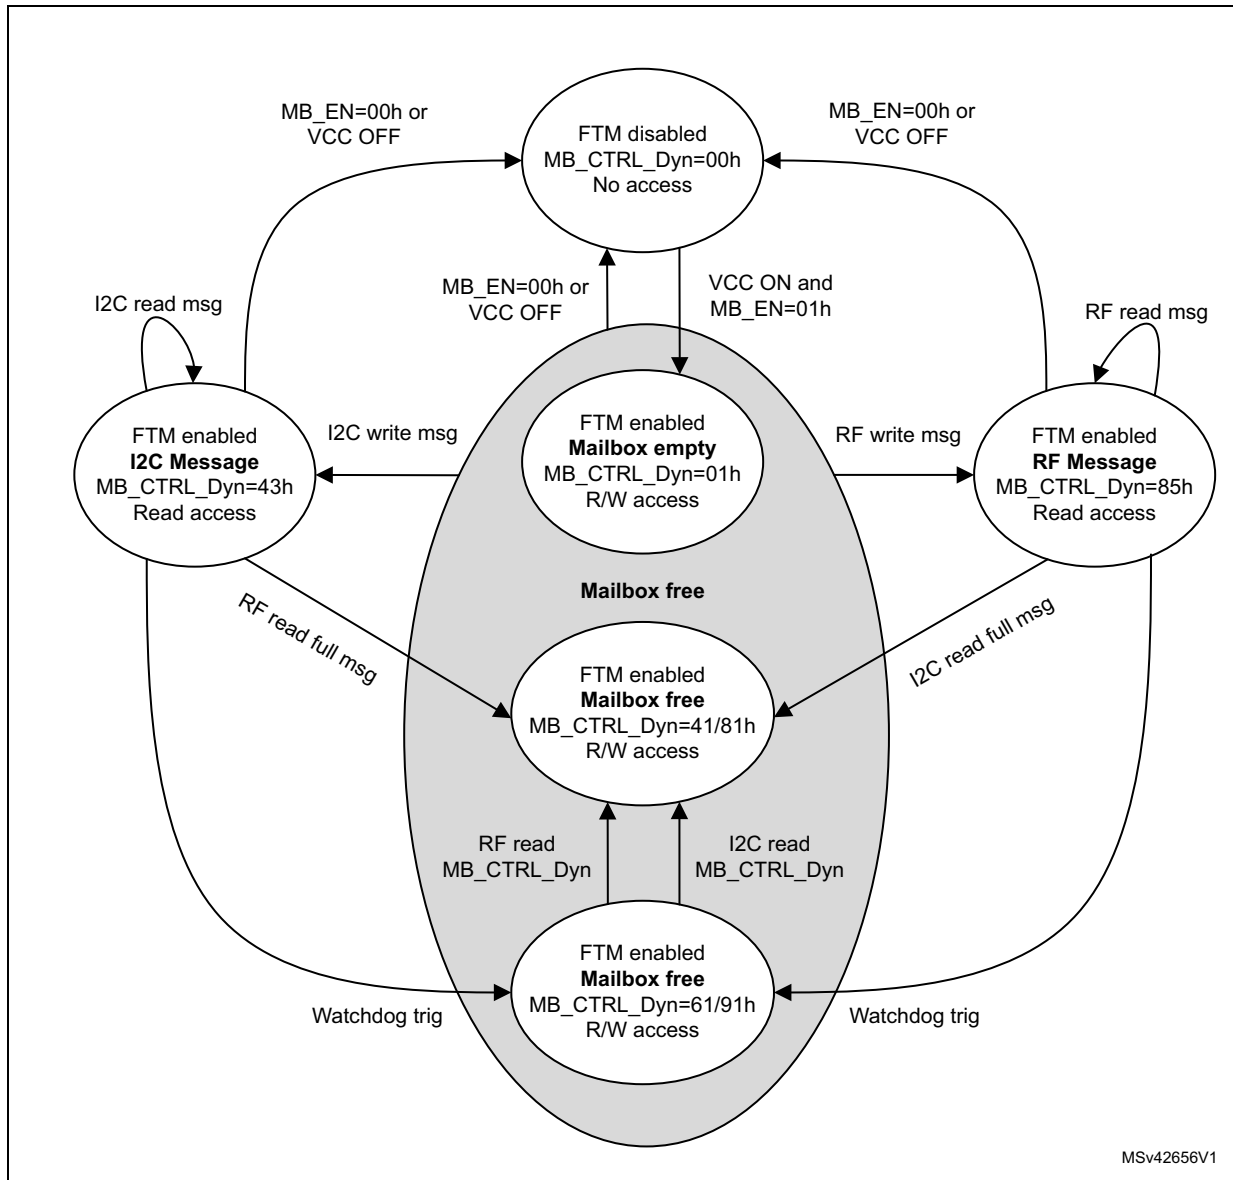 MB_EN=00h or
VCC OFF
FTM disabled
MB_CTRL_Dyn=00h
No access
MB_EN=00h or
VCC OFF
MB_EN=00h or
VCC OFF
VCC ON and
MB_EN=01h
I2C read msg
RF read msg
FTM enabled
I2C Message
MB_CTRL_Dyn=43h
Read access
I2C write msg
FTM enabled
Mailbox empty
MB_CTRL_Dyn=01h
R/W access
RF write msg
FTM enabled
RF Message
MB_CTRL_Dyn=85h
Read access
Mailbox free
RF read full msg
I2C read full msg
FTM enabled
Mailbox free
MB_CTRL_Dyn=41/81h
R/W access
RF read
MB_CTRL_Dyn
I2C read
MB_CTRL_Dyn
FTM enabled
Mailbox free
MB_CTRL_Dyn=61/91h
R/W access
Watchdog trig
Watchdog trig
MSv42656V1